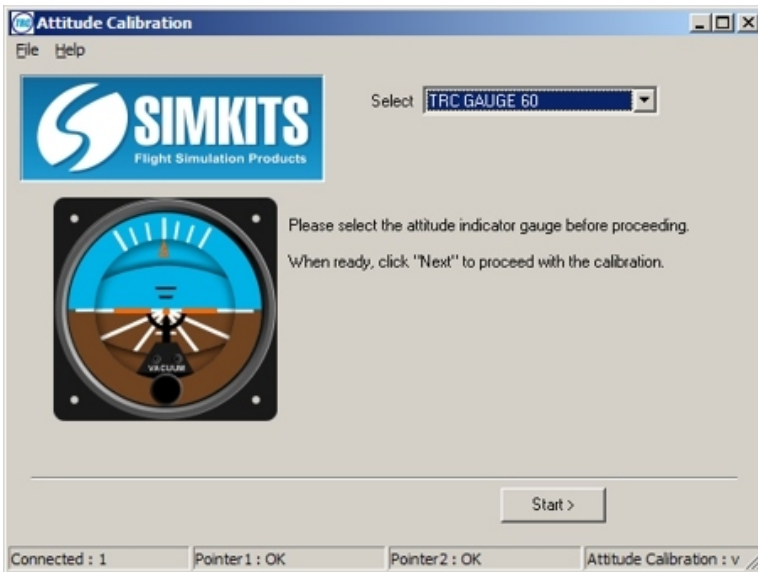 TRC Attitude Calibration
File Help
SIMKITS
Flight Simulation Products
Select TRC GAUGE 60
Please select the attitude indicator gauge before proceeding.
When ready, click "Next" to proceed with the calibration.
VACUUM
Start >
Connected : 1 Pointer1 : OK Pointer2 : OK Attitude Calibration : v